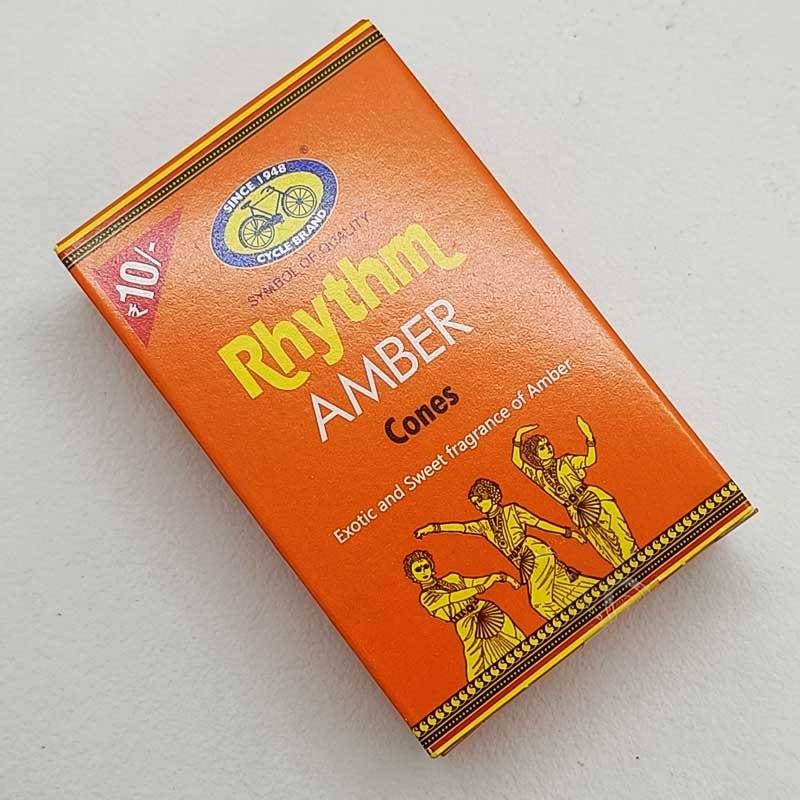 ₹10/-
SINCE 1948
CYCLE BRAND
®
SYMBOL OF QUALITY
Rhythm
AMBER
Cones
Exotic and Sweet fragrance of Amber.